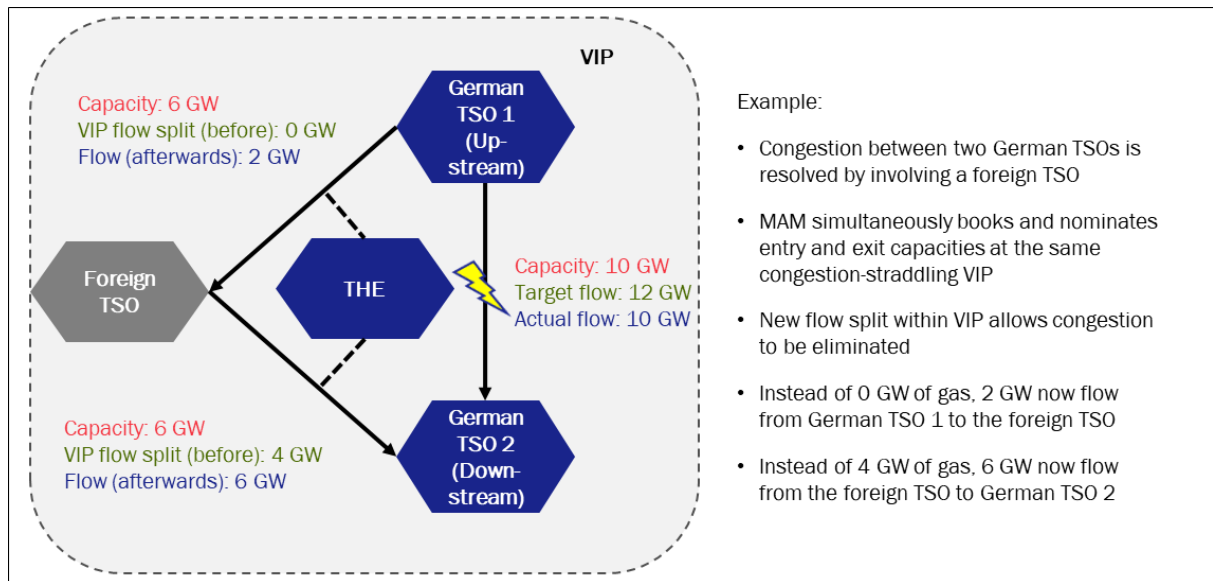 VIP
German
TSO 1
(Up-
stream)
Capacity: 6 GW
VIP flow split (before): 0 GW
Flow (afterwards): 2 GW
Foreign
TSO
THE
Capacity: 10 GW
Target flow: 12 GW
Actual flow: 10 GW
German
TSO 2
(Down-
stream)
Capacity: 6 GW
VIP flow split (before): 4 GW
Flow (afterwards): 6 GW
Example:
• Congestion between two German TSOs is
resolved by involving a foreign TSO
• MAM simultaneously books and nominates
entry and exit capacities at the same
congestion-straddling VIP
• New flow split within VIP allows congestion
to be eliminated
• Instead of 0 GW of gas, 2 GW now flow
from German TSO 1 to the foreign TSO
• Instead of 4 GW of gas, 6 GW now flow
from the foreign TSO to German TSO 2